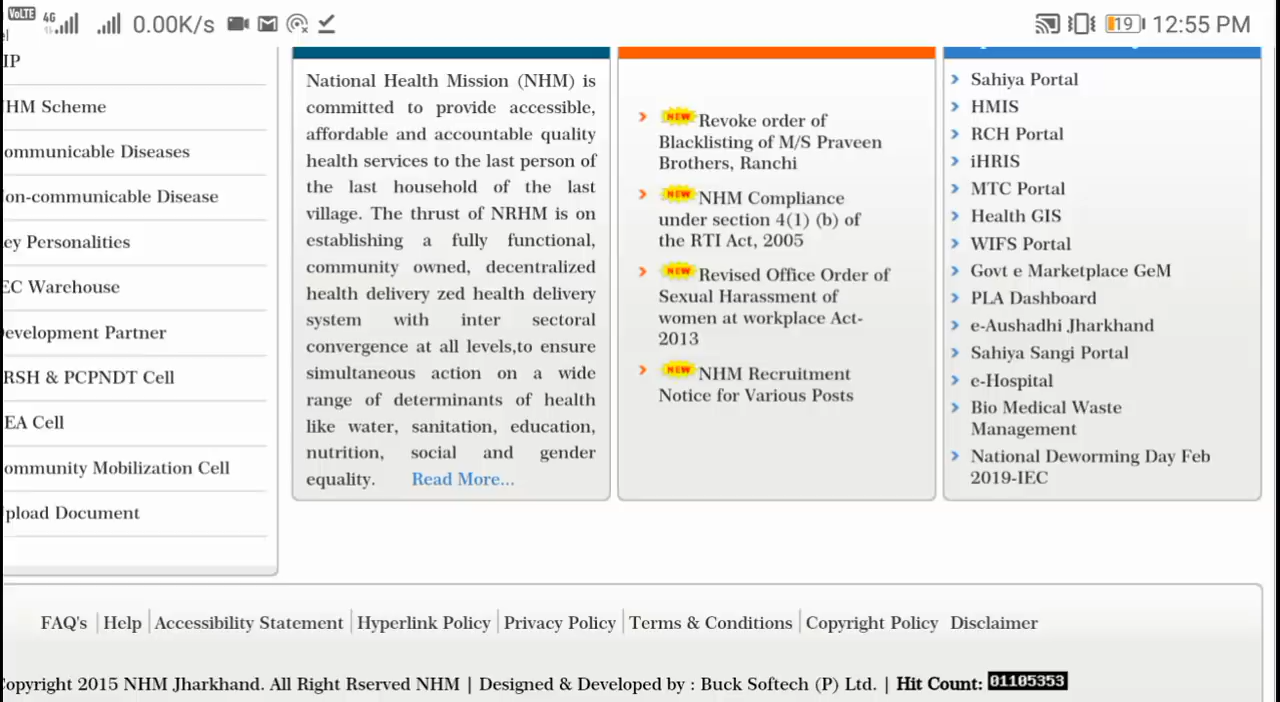 VoLTE 4G 0.00K/s 19 12:55 PM
IP
HM Scheme
ommunicable Diseases
on-communicable Disease
ey Personalities
EC Warehouse
evelopment Partner
RSH & PCPNDT Cell
EA Cell
ommunity Mobilization Cell
pload Document
National Health Mission (NHM) is
committed to provide accessible,
affordable and accountable quality
health services to the last person of
the last household of the last
village. The thrust of NRHM is on
establishing a fully functional,
community owned, decentralized
health delivery zed health delivery
system with inter sectoral
convergence at all levels,to ensure
simultaneous action on a wide
range of determinants of health
like water, sanitation, education,
nutrition, social and gender
equality. Read More...
NEW Revoke order of
Blacklisting of M/S Praveen
Brothers, Ranchi
NEW NHM Compliance
under section 4(1) (b) of
the RTI Act, 2005
NEW Revised Office Order of
Sexual Harassment of
women at workplace Act-
2013
NEW NHM Recruitment
Notice for Various Posts
Sahiya Portal
HMIS
RCH Portal
iHRIS
MTC Portal
Health GIS
WIFS Portal
Govt e Marketplace GeM
PLA Dashboard
e-Aushadhi Jharkhand
Sahiya Sangi Portal
e-Hospital
Bio Medical Waste
Management
National Deworming Day Feb
2019-IEC
FAQ's Help Accessibility Statement Hyperlink Policy Privacy Policy Terms & Conditions Copyright Policy Disclaimer
opyright 2015 NHM Jharkhand. All Right Rserved NHM | Designed & Developed by : Buck Softech (P) Ltd. | Hit Count: 01105353